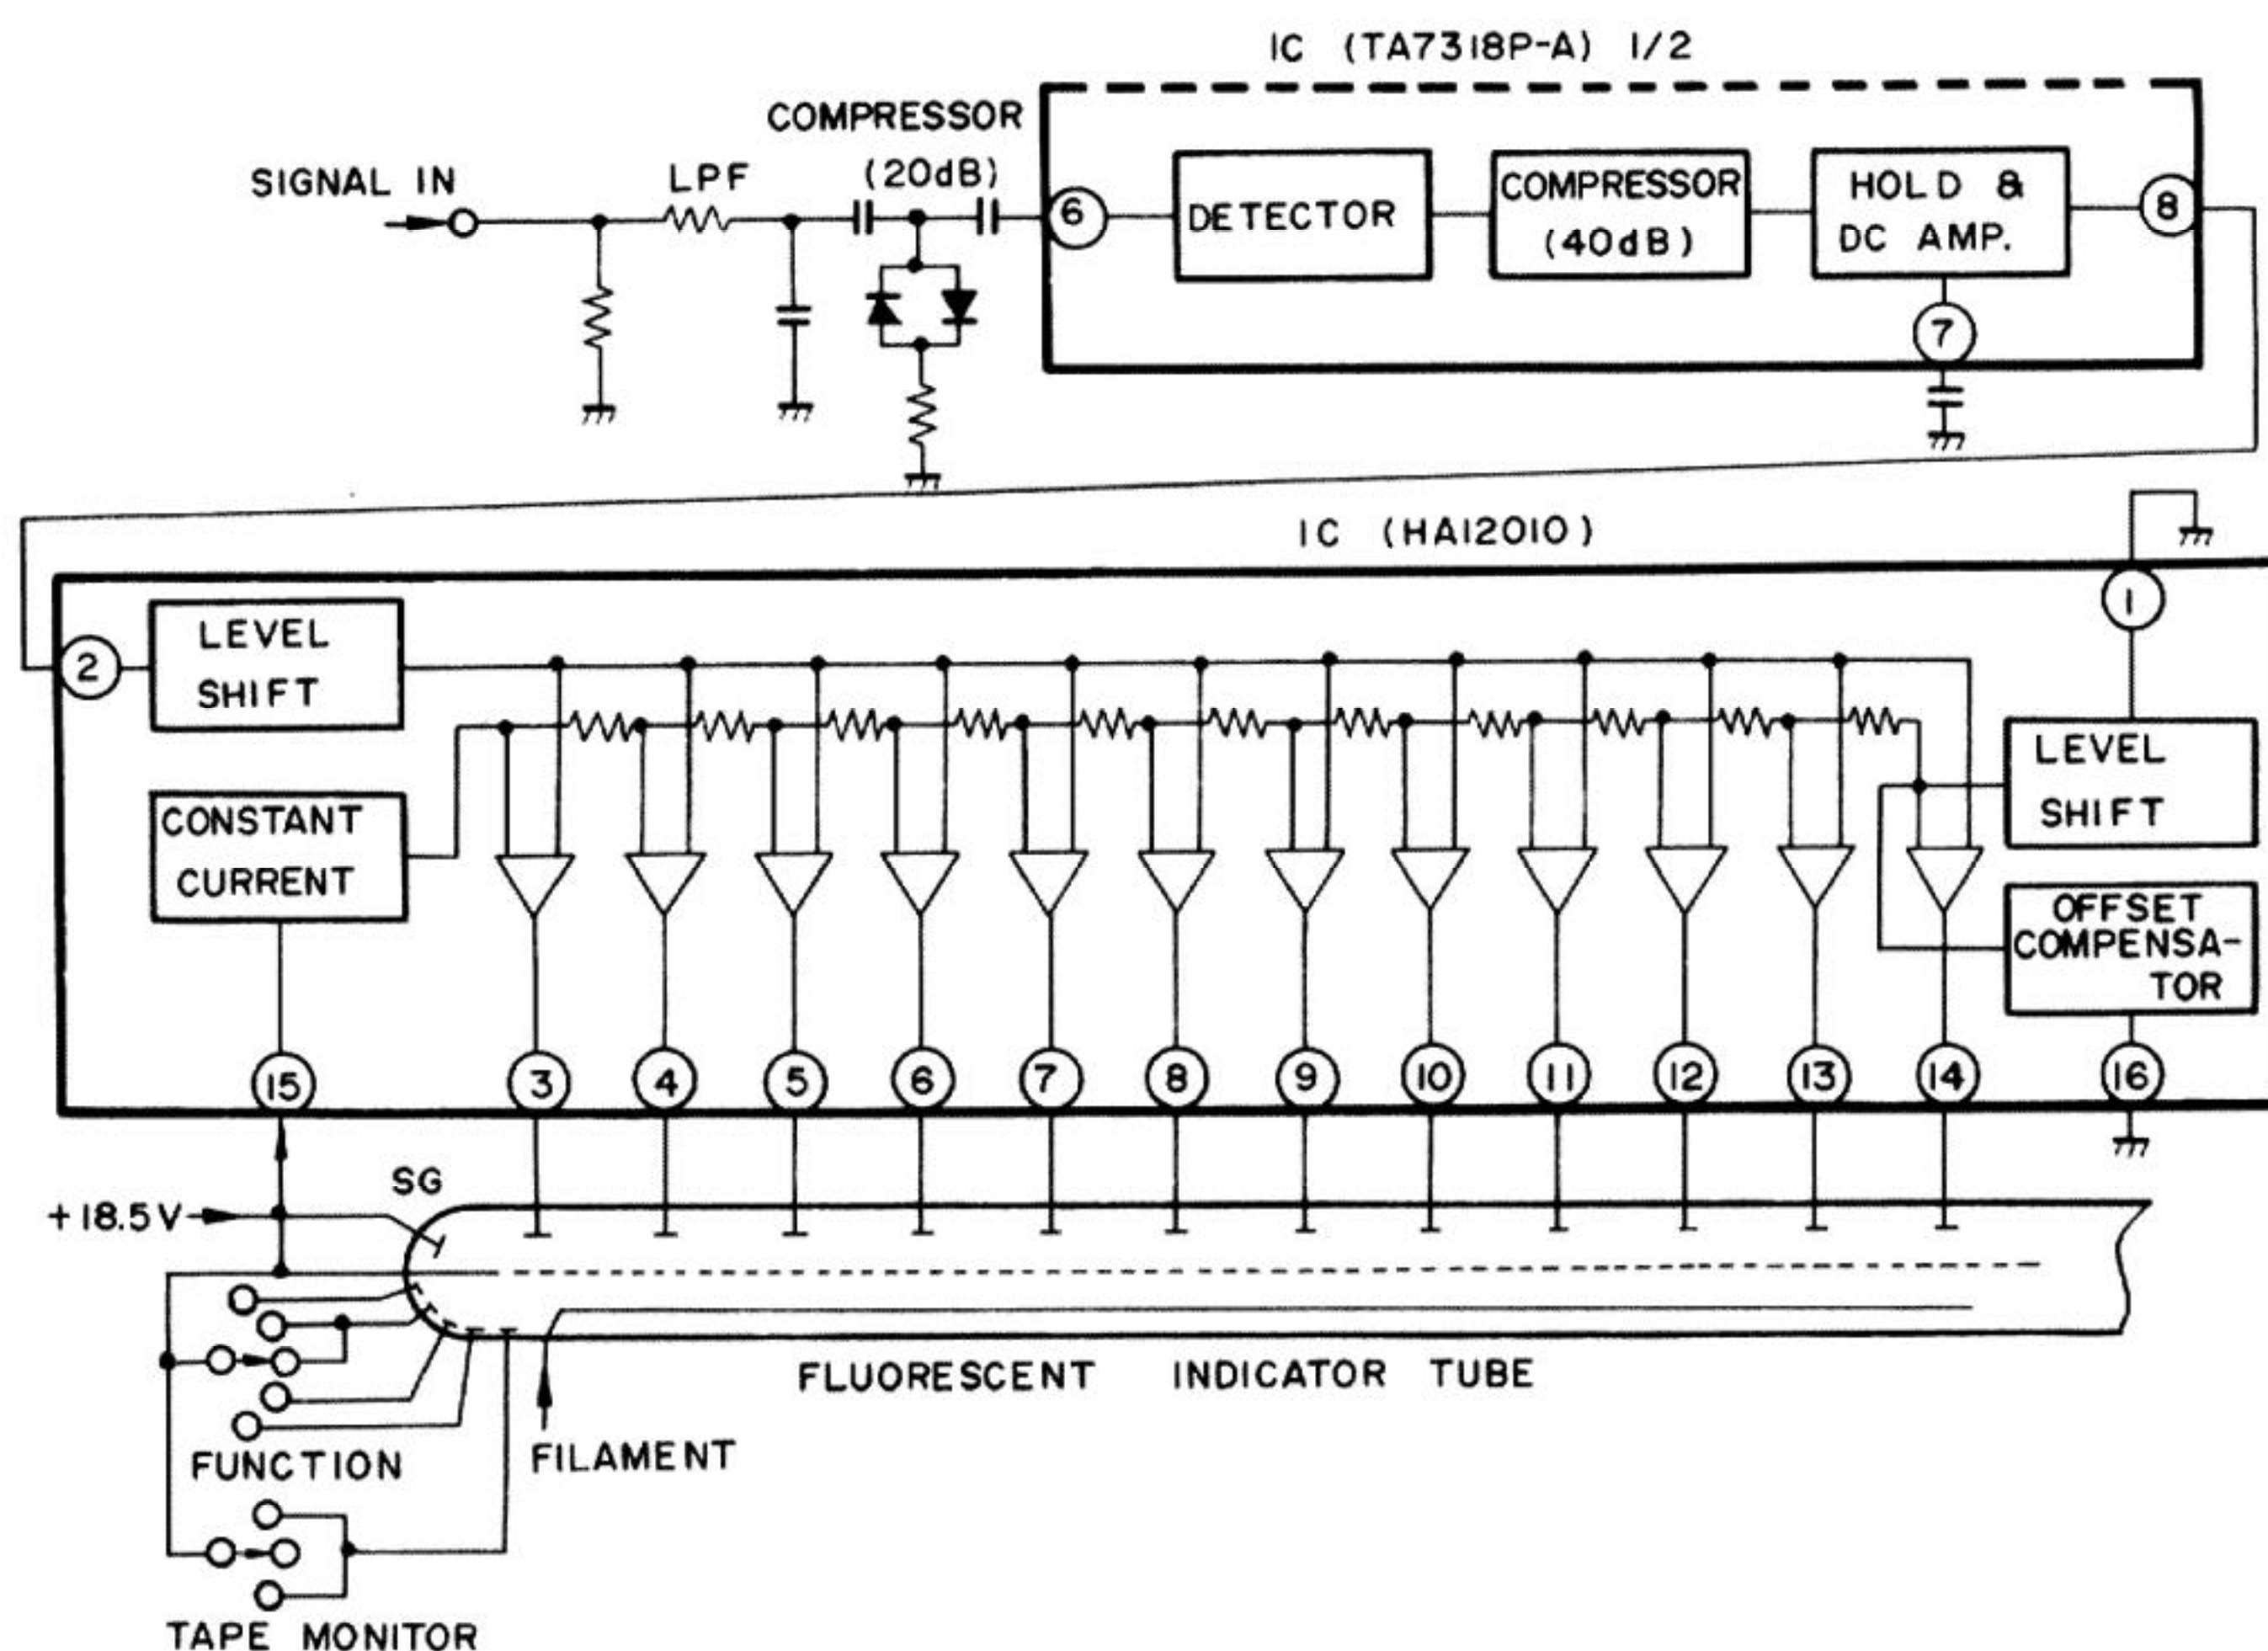 IC (TA7318P-A) 1/2
COMPRESSOR
(20dB)
SIGNAL IN
LPF
6
DETECTOR
COMPRESSOR
(40dB)
HOLD &
DC AMP.
8
7
IC (HA12010)
1
2
LEVEL
SHIFT
LEVEL
SHIFT
CONSTANT
CURRENT
OFFSET
COMPENSA-
TOR
15
3
4
5
6
7
8
9
10
11
12
13
14
16
SG
+18.5V
FLUORESCENT INDICATOR TUBE
FILAMENT
FUNCTION
TAPE MONITOR